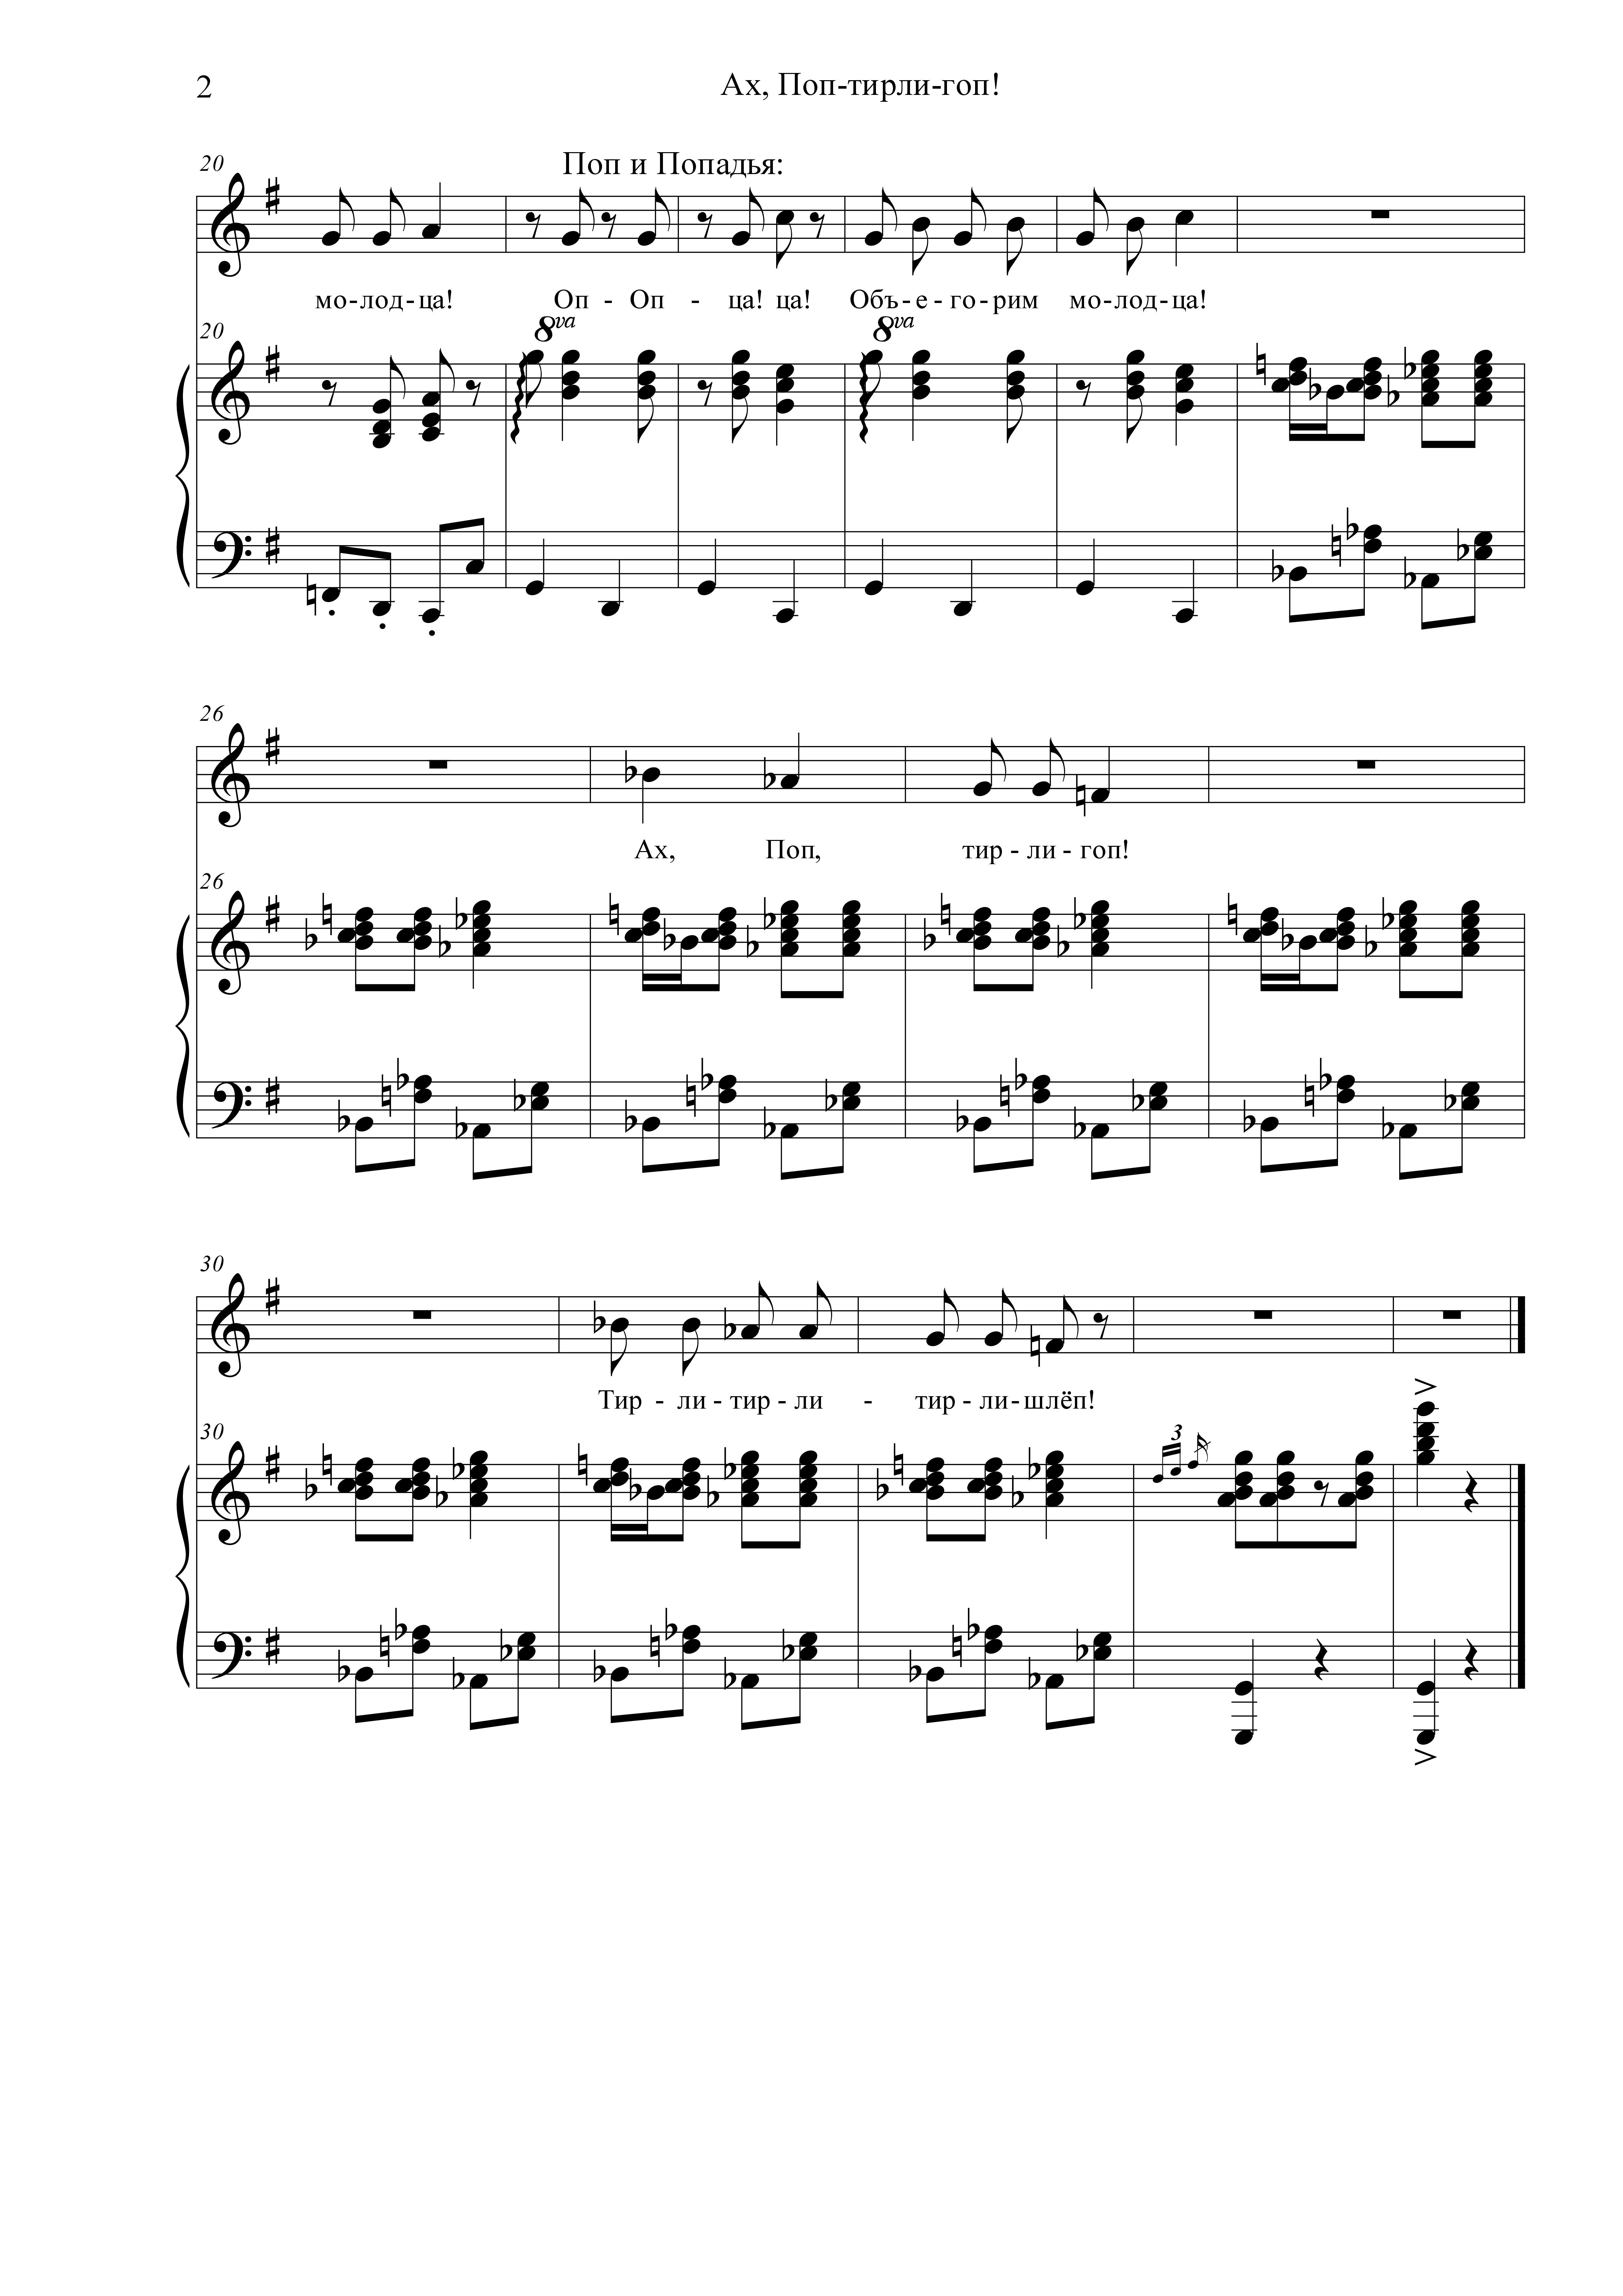 2
Ах, Поп-тирли-гоп!
20
Поп и Попадья:
мо-лод-ца! Оп - Оп - ца! ца! Объ-е-го-рим мо-лод-ца!
20
8va 8va
26
Ах, Поп, тир-ли-гоп!
26
30
Тир-ли-тир-ли - тир-ли-шлёп!
30
3